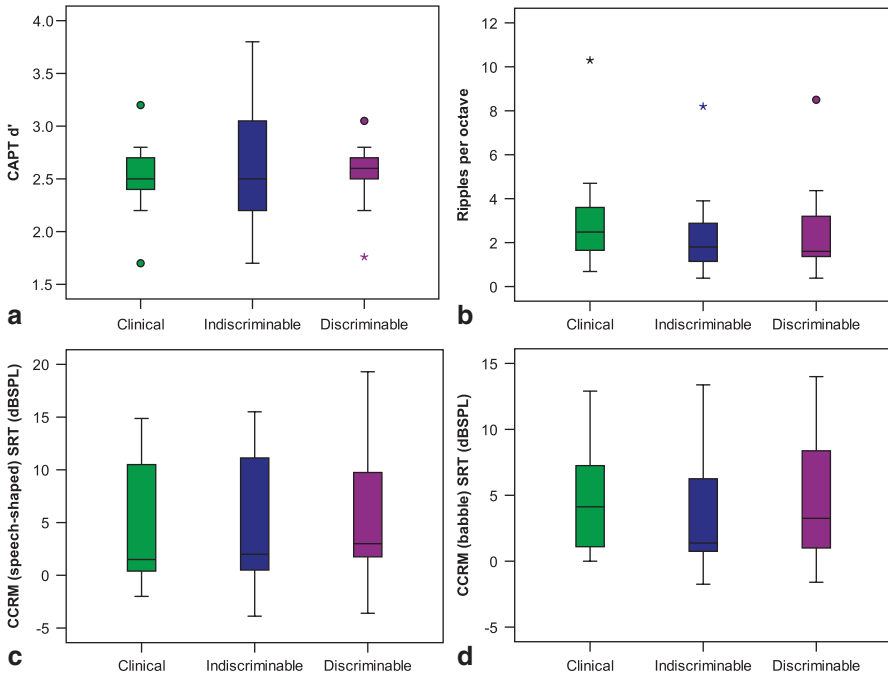 4.0
3.5
3.0
2.5
2.0
1.5
CAPT d'
Clinical Indiscriminable Discriminable
a
12
10
8
6
4
2
0
Ripples per octave
Clinical Indiscriminable Discriminable
b
20
15
10
5
0
-5
CCRM (speech-shaped) SRT (dBSPL)
Clinical Indiscriminable Discriminable
c
15
10
5
0
-5
CCRM (babble) SRT (dBSPL)
Clinical Indiscriminable Discriminable
d